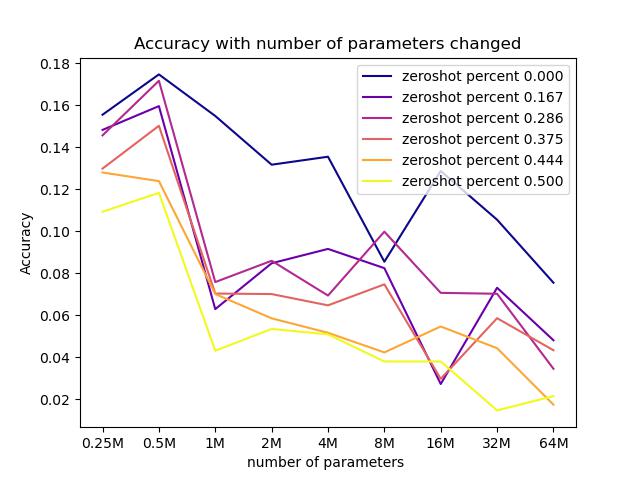 Accuracy with number of parameters changed
0.18
0.16
0.14
0.12
0.10
0.08
0.06
0.04
0.02
Accuracy
zeroshot percent 0.000
zeroshot percent 0.167
zeroshot percent 0.286
zeroshot percent 0.375
zeroshot percent 0.444
zeroshot percent 0.500
0.25M 0.5M 1M 2M 4M 8M 16M 32M 64M
number of parameters